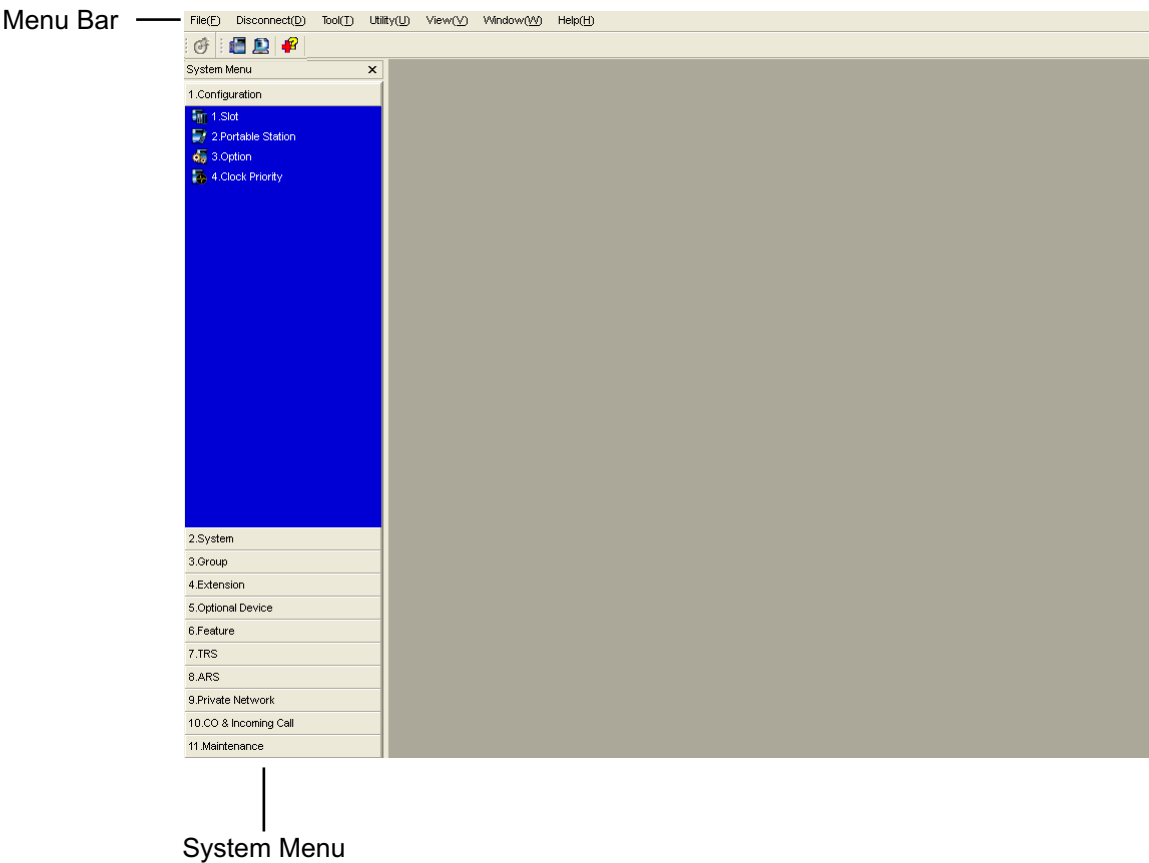 Menu Bar
File(F) Disconnect(D) Tool(T) Utility(U) View(V) Window(W) Help(H)
System Menu
1.Configuration
1.Slot
2.Portable Station
3.Option
4.Clock Priority
2.System
3.Group
4.Extension
5.Optional Device
6.Feature
7.TRS
8.ARS
9.Private Network
10.CO & Incoming Call
11.Maintenance
System Menu